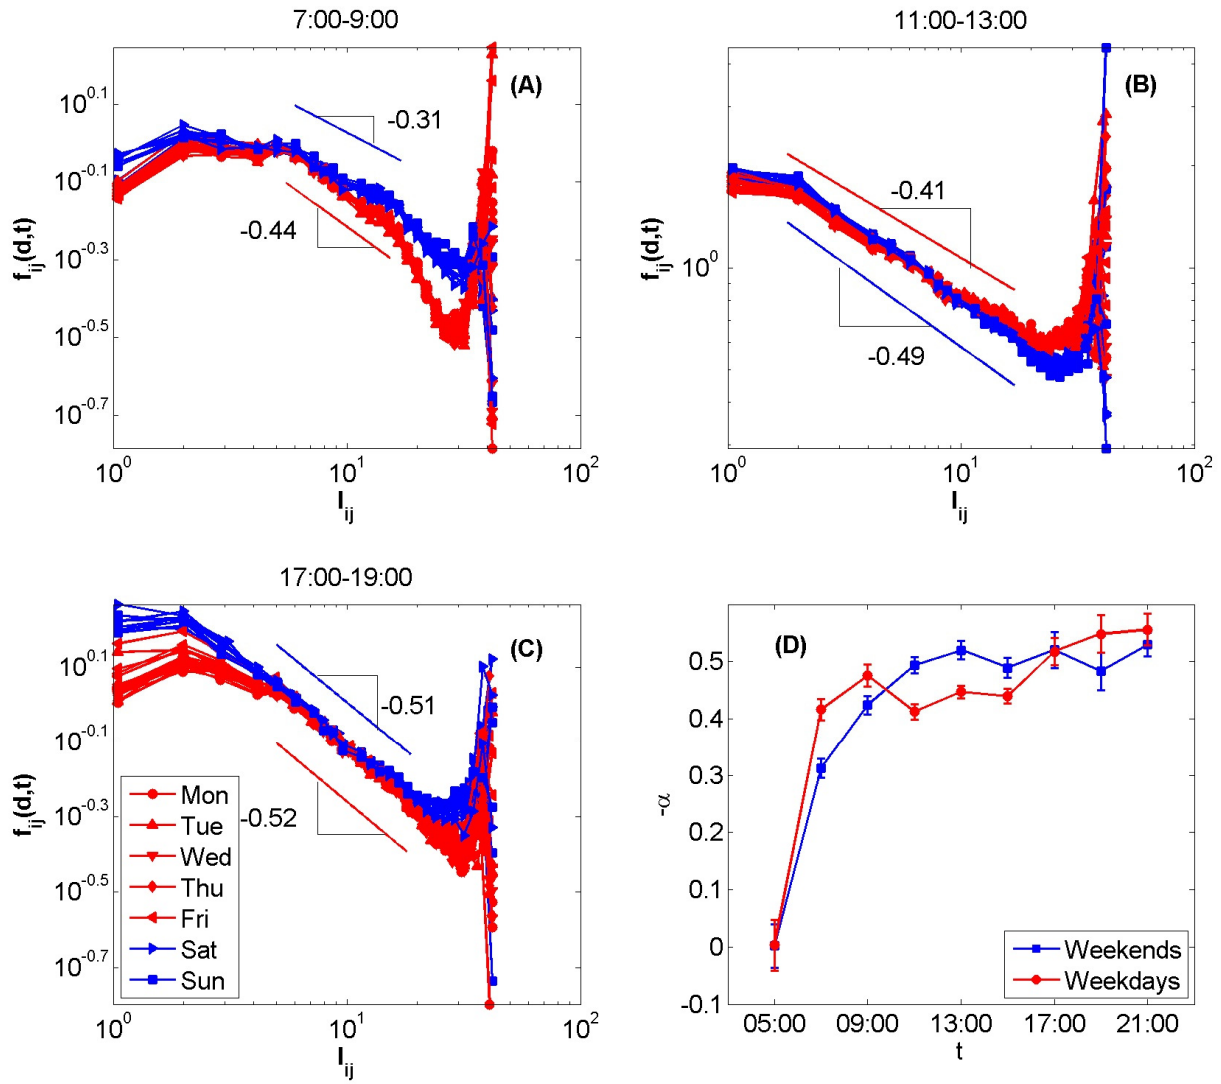 7:00-9:00
(A)
f_ij(d,t)
10^0.1
10^-0.1
10^-0.3
10^-0.5
10^-0.7
-0.31
-0.44
10^0 10^1 10^2
l_ij
11:00-13:00
(B)
f_ij(d,t)
10^0
-0.41
-0.49
10^0 10^1 10^2
l_ij
17:00-19:00
(C)
f_ij(d,t)
10^0.1
10^-0.1
10^-0.3
10^-0.5
10^-0.7
-0.51
-0.52
Mon
Tue
Wed
Thu
Fri
Sat
Sun
10^0 10^1 10^2
l_ij
(D)
-α
0.5
0.4
0.3
0.2
0.1
0
-0.1
Weekends
Weekdays
05:00 09:00 13:00 17:00 21:00
t